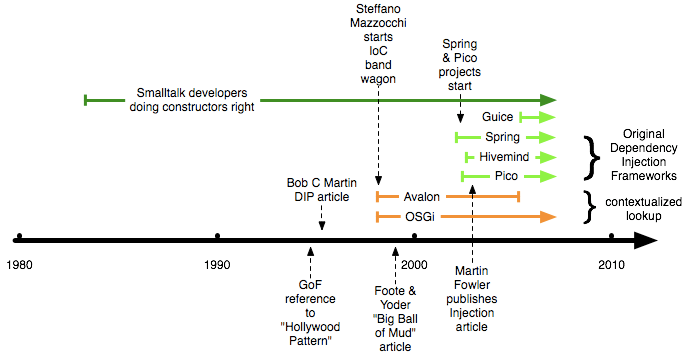 Steffano
Mazzocchi
starts
IoC
band
wagon
Spring
& Pico
projects
start
Smalltalk developers
doing constructors right
Guice
Spring
Hivemind
Pico
Original
Dependency
Injection
Frameworks
Bob C Martin
DIP article
Avalon
OSGi
contextualized
lookup
1980
1990
2000
2010
GoF
reference
to
"Hollywood
Pattern"
Foote &
Yoder
"Big Ball
of Mud"
article
Martin
Fowler
publishes
Injection
article